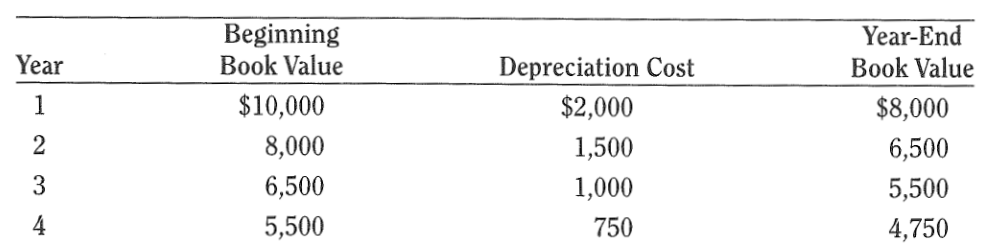 Beginning Year-End
Year Book Value Depreciation Cost Book Value
1 $10,000 $2,000 $8,000
2 8,000 1,500 6,500
3 6,500 1,000 5,500
4 5,500 750 4,750